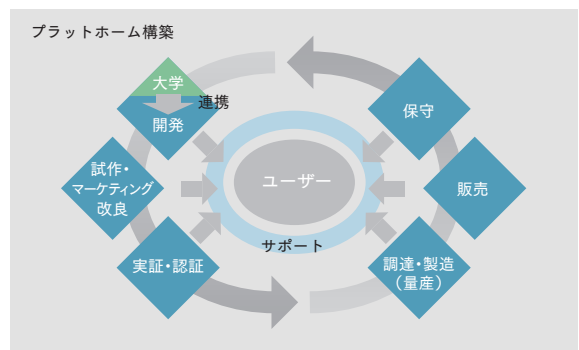 プラットホーム構築
大学
連携
開発
保守
試作・
マーケティング
改良
ユーザー
販売
サポート
実証・認証
調達・製造
（量産）